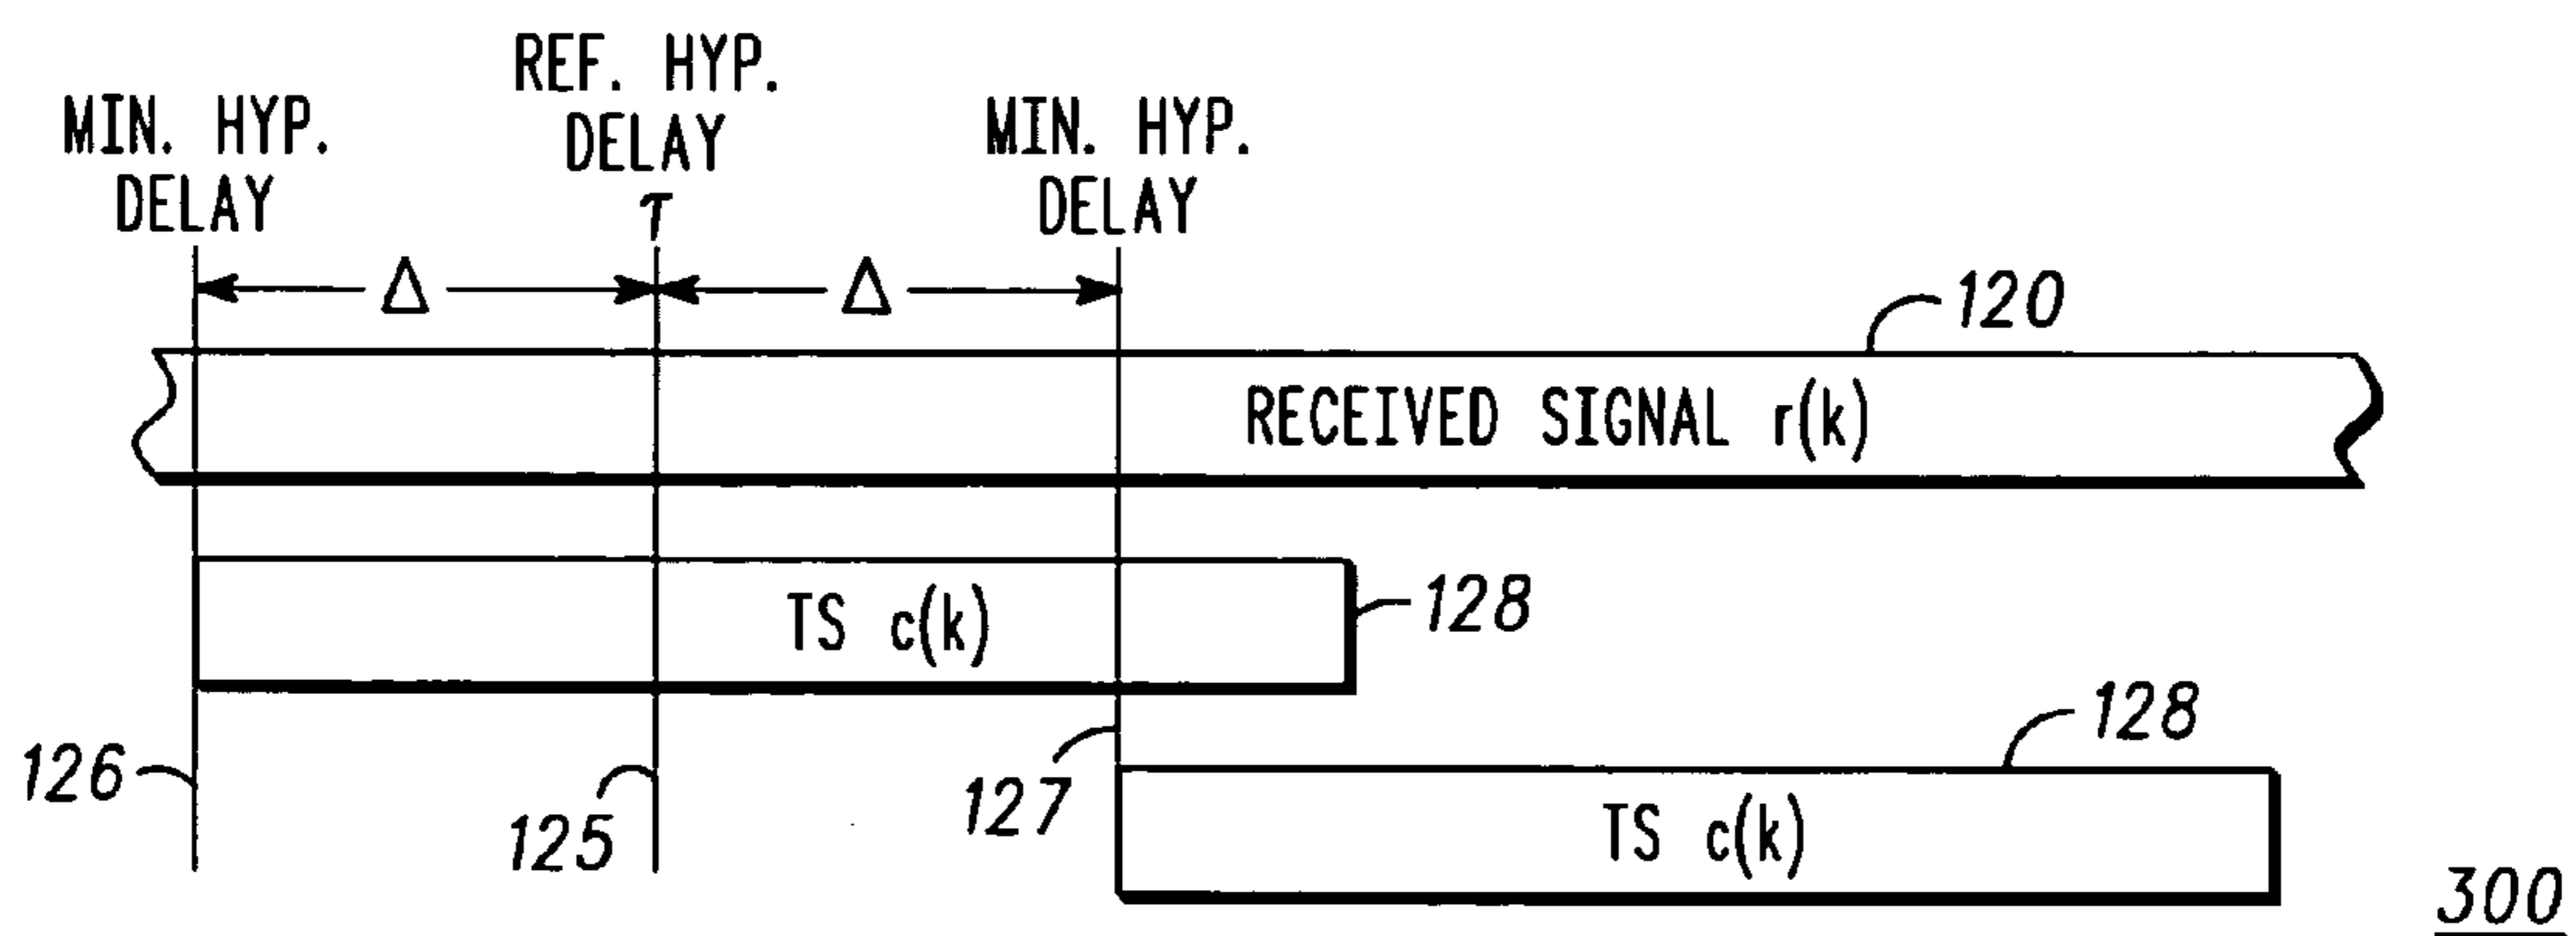 MIN. HYP.
DELAY
REF. HYP.
DELAY
τ
MIN. HYP.
DELAY
Δ
Δ
120
RECEIVED SIGNAL r(k)
TS c(k)
128
126
125
127
128
TS c(k)
300